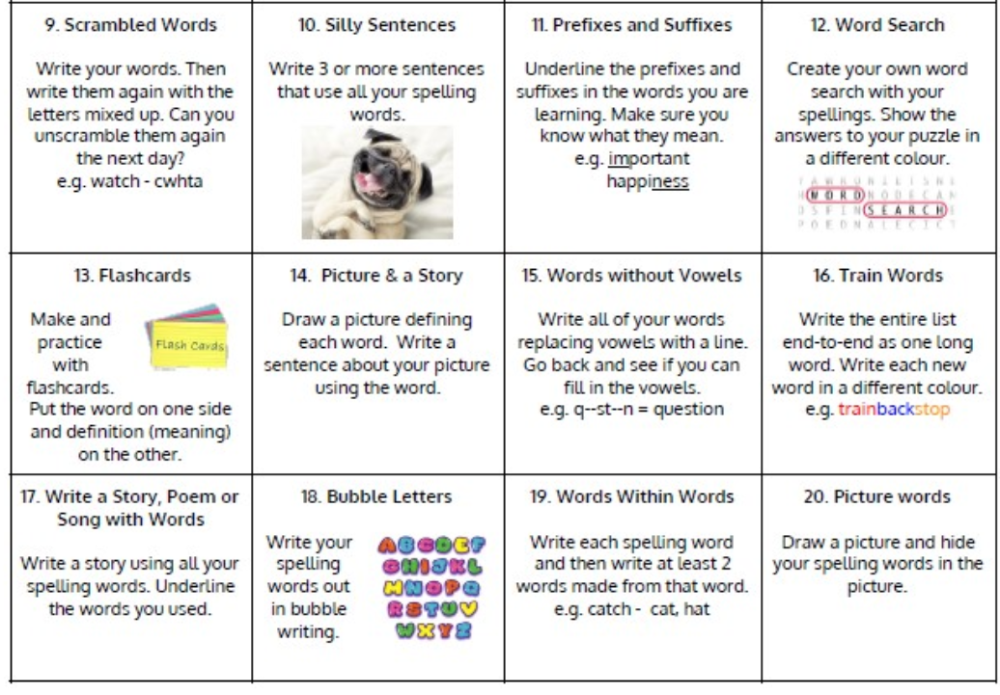 9. Scrambled Words
Write your words. Then
write them again with the
letters mixed up. Can you
unscramble them again
the next day?
e.g. watch - cwhta
10. Silly Sentences
Write 3 or more sentences
that use all your spelling
words.
11. Prefixes and Suffixes
Underline the prefixes and
suffixes in the words you are
learning. Make sure you
know what they mean.
e.g. important
happiness
12. Word Search
Create your own word
search with your
spellings. Show the
answers to your puzzle in
a different colour.
WORD
SEARCH
13. Flashcards
Make and
practice
with
flashcards.
Put the word on one side
and definition (meaning)
on the other.
Flash Cards
14. Picture & a Story
Draw a picture defining
each word. Write a
sentence about your picture
using the word.
15. Words without Vowels
Write all of your words
replacing vowels with a line.
Go back and see if you can
fill in the vowels.
e.g. q--st--n = question
16. Train Words
Write the entire list
end-to-end as one long
word. Write each new
word in a different colour.
e.g. trainbackstop
17. Write a Story, Poem or
Song with Words
Write a story using all your
spelling words. Underline
the words you used.
18. Bubble Letters
Write your
spelling
words out
in bubble
writing.
ABCDEF
GHIJKL
MNOPQ
RSTUV
WXYZ
19. Words Within Words
Write each spelling word
and then write at least 2
words made from that word.
e.g. catch - cat, hat
20. Picture words
Draw a picture and hide
your spelling words in the
picture.